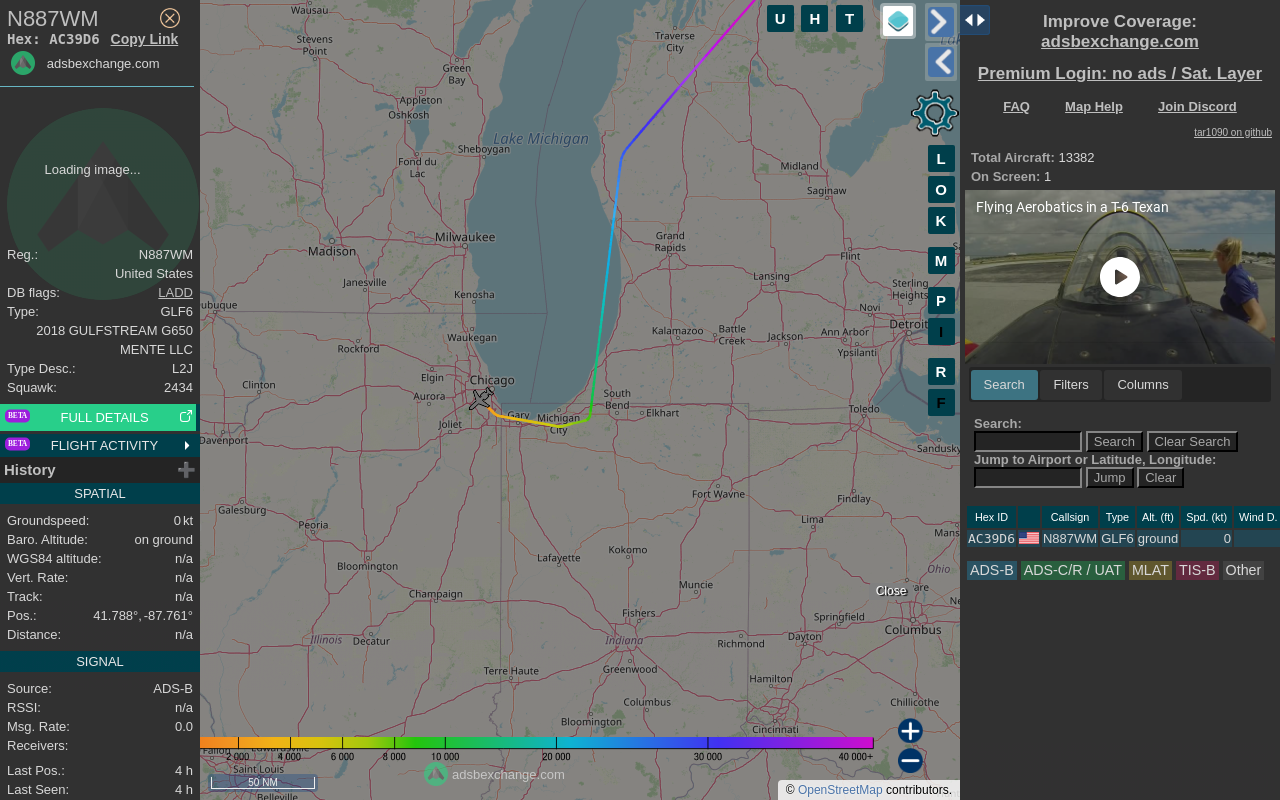 N887WM
Hex: AC39D6 Copy Link
adsbexchange.com
Loading image...
Reg.: N887WM
United States
DB flags: LADD
Type: GLF6
2018 GULFSTREAM G650
MENTE LLC
Type Desc.: L2J
Squawk: 2434
BETA FULL DETAILS
BETA FLIGHT ACTIVITY
History
SPATIAL
Groundspeed: 0 kt
Baro. Altitude: on ground
WGS84 altitude: n/a
Vert. Rate: n/a
Track: n/a
Pos.: 41.788°, -87.761°
Distance: n/a
SIGNAL
Source: ADS-B
RSSI: n/a
Msg. Rate: 0.0
Receivers:
Last Pos.: 4 h
Last Seen: 4 h
U H T
L
O
K
M
P
I
R
F
Wausau
Stevens Point
Green Bay
Traverse City
Appleton
Oshkosh
Lake Michigan
Sheboygan
Fond du Lac
Midland
Saginaw
Milwaukee
Madison
Grand Rapids
Flint
Janesville
Lansing
Kenosha
Sterling Heights
Novi
Waukegan
Kalamazoo
Battle Creek
Jackson
Ann Arbor
Detroit
Ypsilanti
Rockford
Elgin
Chicago
Clinton
Aurora
South Bend
Gary
Michigan City
Elkhart
Toledo
Joliet
Davenport
Sandusky
Fort Wayne
Findlay
Galesburg
Peoria
Lima
Kokomo
Lafayette
Bloomington
Muncie
Ohio
Champaign
Close
Fishers
Springfield
Illinois
Decatur
Indiana
Richmond
Dayton
Columbus
Terre Haute
Greenwood
Hamilton
Columbus
Chillicothe
Bloomington
Cincinnati
2 000 4 000 6 000 8 000 10 000 20 000 30 000 40 000+
Saint Louis
Belleville
50 NM
adsbexchange.com
© OpenStreetMap contributors.
Improve Coverage:
adsbexchange.com
Premium Login: no ads / Sat. Layer
FAQ Map Help Join Discord
tar1090 on github
Total Aircraft: 13382
On Screen: 1
Flying Aerobatics in a T-6 Texan
Search Filters Columns
Search:
Search Clear Search
Jump to Airport or Latitude, Longitude:
Jump Clear
Hex ID Callsign Type Alt. (ft) Spd. (kt) Wind D.
AC39D6 N887WM GLF6 ground 0
ADS-B ADS-C/R / UAT MLAT TIS-B Other